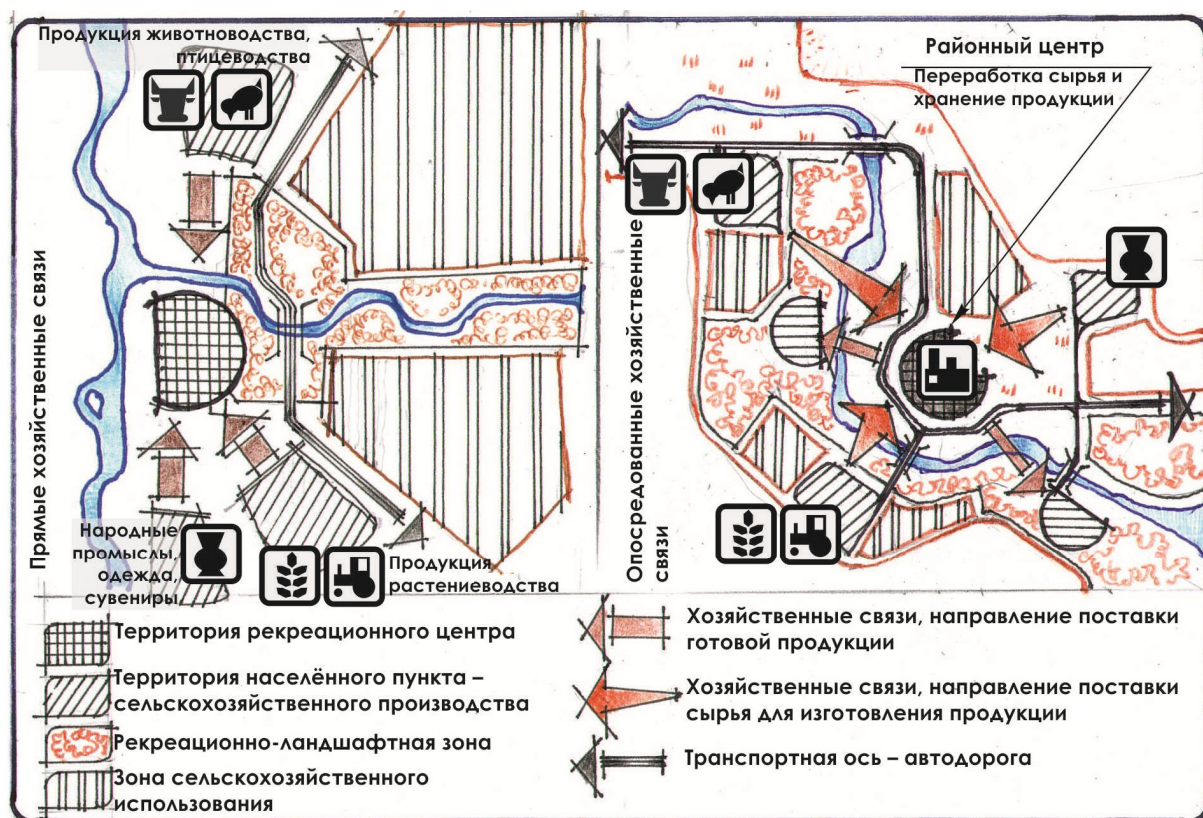 Продукция животноводства,
птицеводства
Прямые хозяйственные связи
Народные
промыслы,
одежда,
сувениры
Продукция
растениеводства
Районный центр
Переработка сырья и
хранение продукции
Опосредованные хозяйственные
связи
Территория рекреационного центра
Территория населённого пункта –
сельскохозяйственного производства
Рекреационно-ландшафтная зона
Зона сельскохозяйственного
использования
Хозяйственные связи, направление поставки
готовой продукции
Хозяйственные связи, направление поставки
сырья для изготовления продукции
Транспортная ось – автодорога